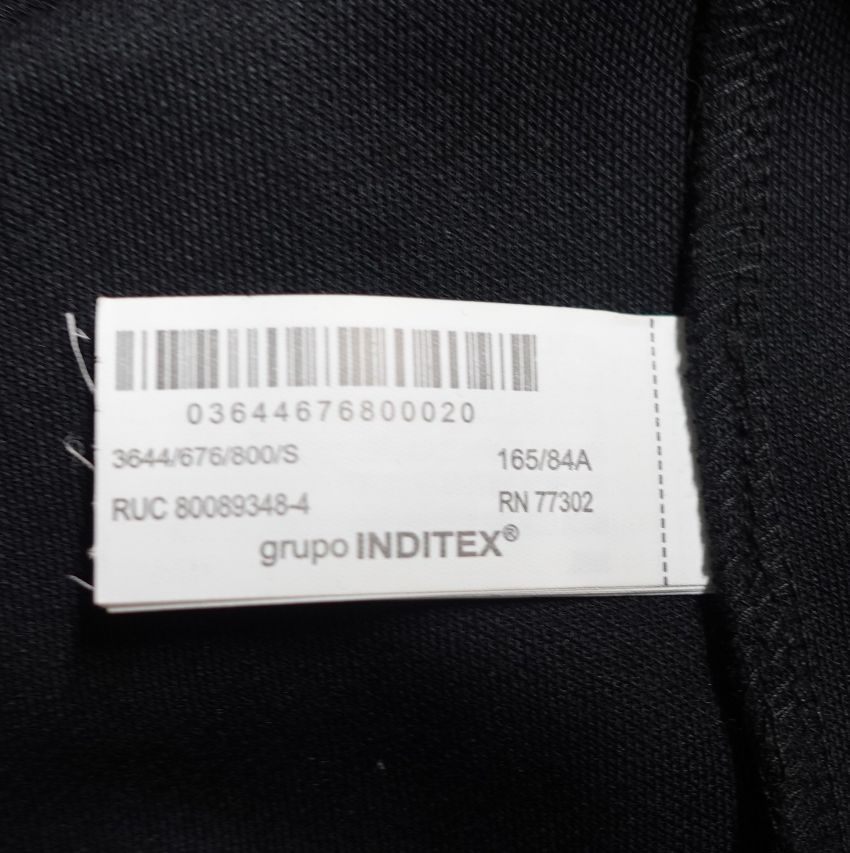 03644676800020
3644/676/800/S 165/84A
RUC 80089348-4 RN 77302
grupo INDITEX®